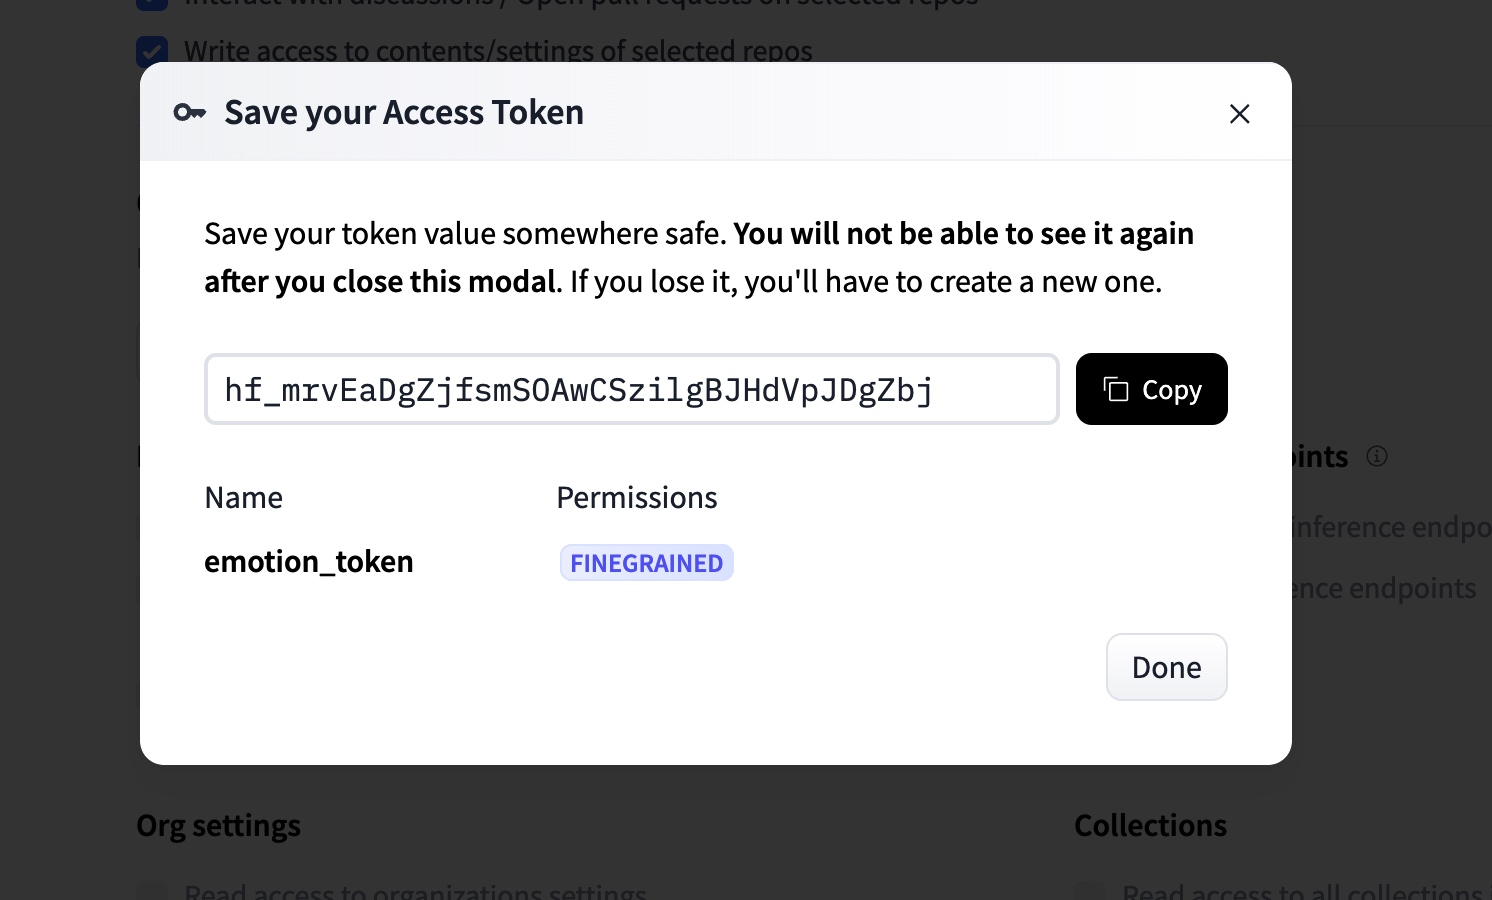 Interact with discussions / Open pull requests on selected repos
Write access to contents/settings of selected repos
Save your Access Token
Save your token value somewhere safe. You will not be able to see it again
after you close this modal. If you lose it, you'll have to create a new one.
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
Copy
Name Permissions
emotion_token FINEGRAINED
inference
endpoints
Done
Org settings Collections
Read access to organizations settings Read access to all collections